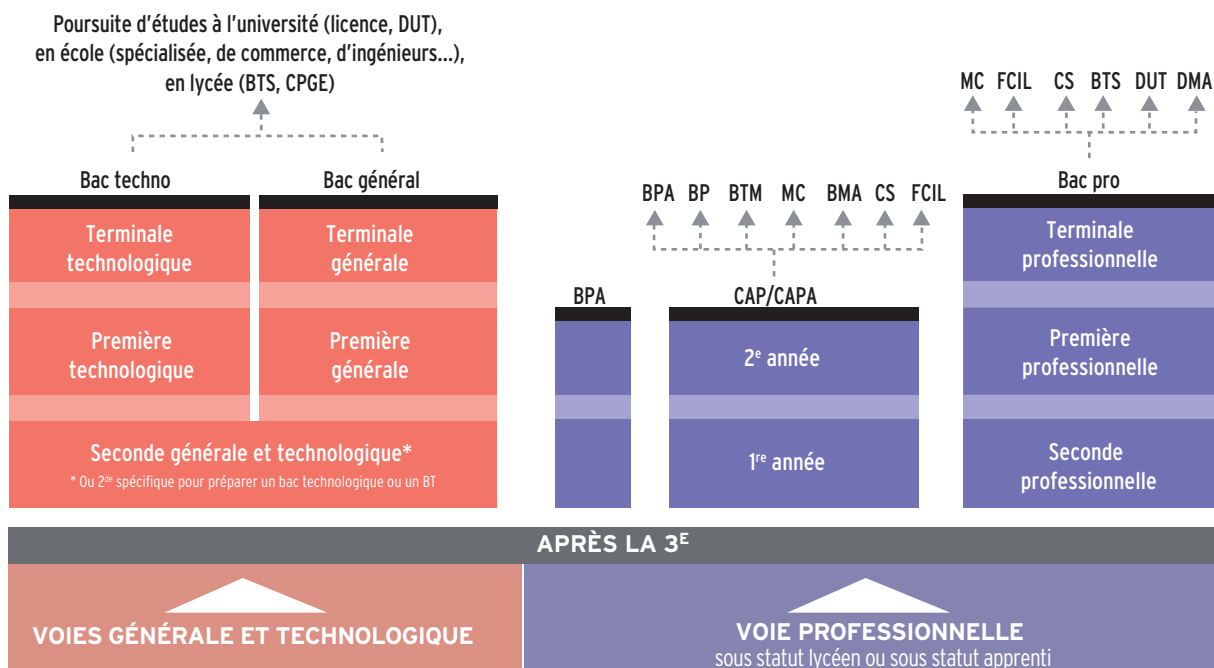 Poursuite d'études à l'université (licence, DUT),
en école (spécialisée, de commerce, d'ingénieurs...),
en lycée (BTS, CPGE)
MC FCIL CS BTS DUT DMA
Bac techno
Bac général
Bac pro
BPA BP BTM MC BMA CS FCIL
Terminale
technologique
Terminale
générale
Terminale
professionnelle
BPA
CAP/CAPA
Première
technologique
Première
générale
2e année
Première
professionnelle
Seconde générale et technologique*
* Ou 2de spécifique pour préparer un bac technologique ou un BT
1re année
Seconde
professionnelle
APRÈS LA 3E
VOIES GÉNÉRALE ET TECHNOLOGIQUE
VOIE PROFESSIONNELLE
sous statut lycéen ou sous statut apprenti